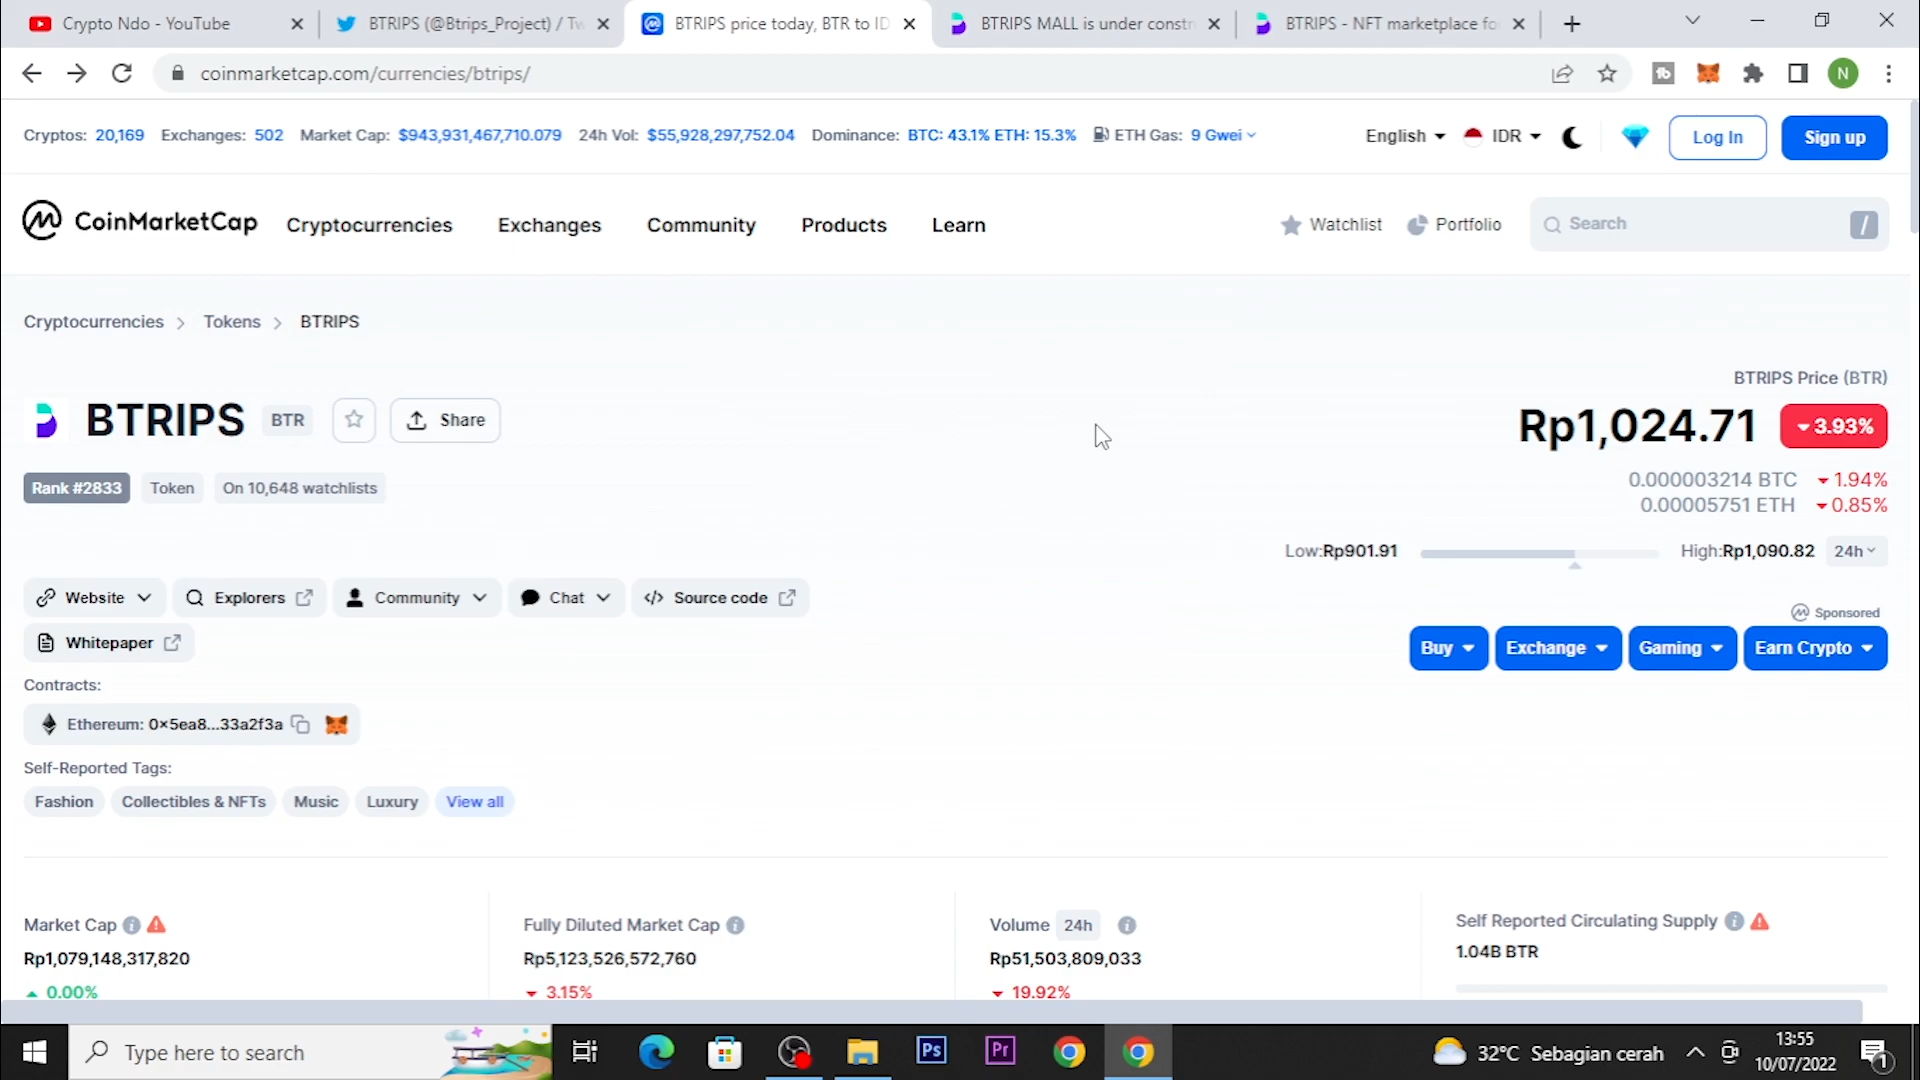 Crypto Ndo - YouTube
BTRIPS (@Btrips_Project) / Tw
BTRIPS price today, BTR to ID
BTRIPS MALL is under constr
BTRIPS - NFT marketplace fo
coinmarketcap.com/currencies/btrips/
N
Cryptos: 20,169 Exchanges: 502 Market Cap: $943,931,467,710.079 24h Vol: $55,928,297,752.04 Dominance: BTC: 43.1% ETH: 15.3% ETH Gas: 9 Gwei
English IDR Log In Sign up
CoinMarketCap Cryptocurrencies Exchanges Community Products Learn Watchlist Portfolio Search /
Cryptocurrencies > Tokens > BTRIPS
BTRIPS Price (BTR)
BTRIPS BTR Share
Rp1,024.71 3.93%
Rank #2833 Token On 10,648 watchlists
0.000003214 BTC 1.94%
0.00005751 ETH 0.85%
Low:Rp901.91 High:Rp1,090.82 24h
Website Explorers Community Chat Source code
Sponsored
Whitepaper
Buy Exchange Gaming Earn Crypto
Contracts:
Ethereum: 0x5ea8...33a2f3a
Self-Reported Tags:
Fashion Collectibles & NFTs Music Luxury View all
Market Cap
Rp1,079,148,317,820
0.00%
Fully Diluted Market Cap
Rp5,123,526,572,760
3.15%
Volume 24h
Rp51,503,809,033
19.92%
Self Reported Circulating Supply
1.04B BTR
Type here to search
Ps
Pr
32°C Sebagian cerah
13:55
10/07/2022
1